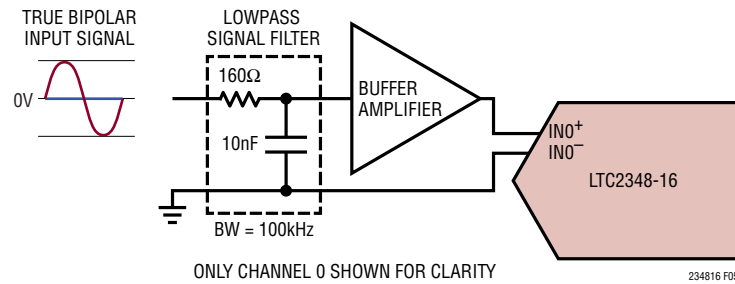 TRUE BIPOLAR
INPUT SIGNAL
LOWPASS
SIGNAL FILTER
0V
160Ω
10nF
BUFFER
AMPLIFIER
IN0+
IN0−
LTC2348-16
BW = 100kHz
ONLY CHANNEL 0 SHOWN FOR CLARITY
234816 F05